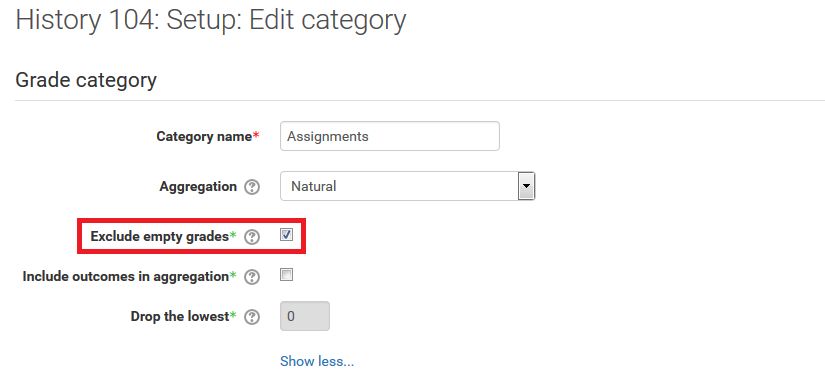 History 104: Setup: Edit category
Grade category
Category name* Assignments
Aggregation ? Natural
Exclude empty grades* ?
Include outcomes in aggregation* ?
Drop the lowest* ? 0
Show less...